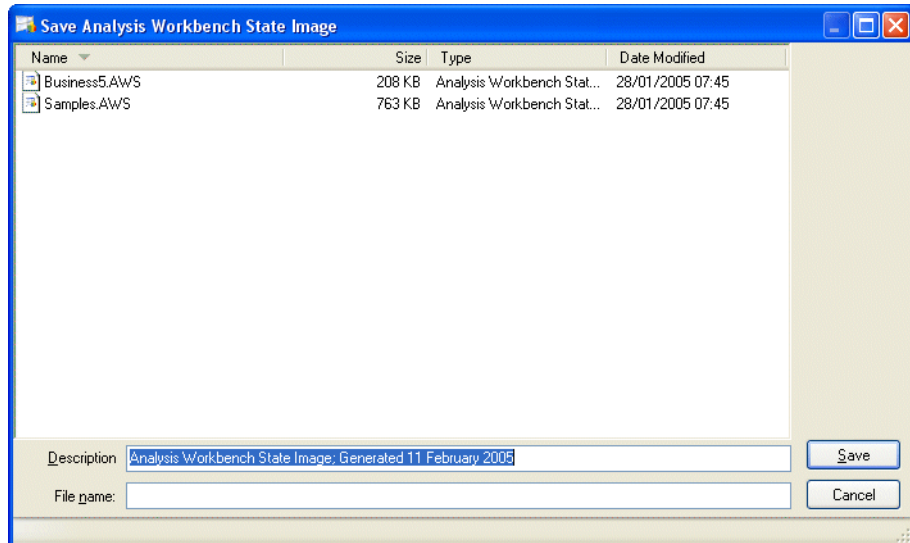 Save Analysis Workbench State Image
Name Size Type Date Modified
Business5.AWS 208 KB Analysis Workbench Stat... 28/01/2005 07:45
Samples.AWS 763 KB Analysis Workbench Stat... 28/01/2005 07:45
Description Analysis Workbench State Image; Generated 11 February 2005 Save
File name: Cancel